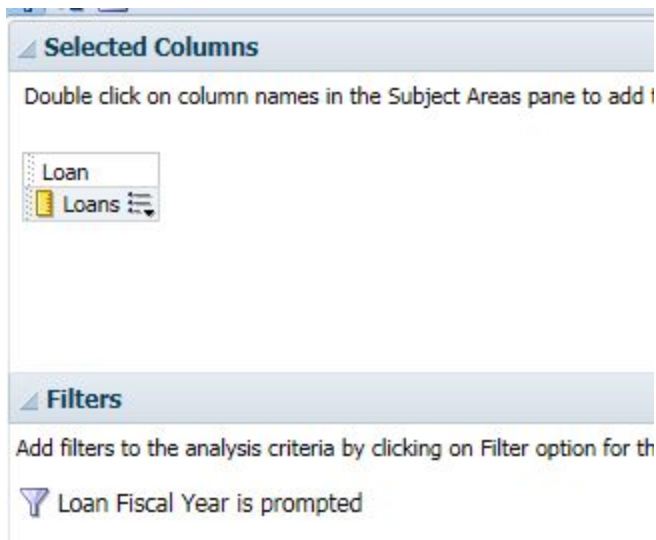 Selected Columns
Double click on column names in the Subject Areas pane to add
Loan
Loans
Filters
Add filters to the analysis criteria by clicking on Filter option for th
Loan Fiscal Year is prompted